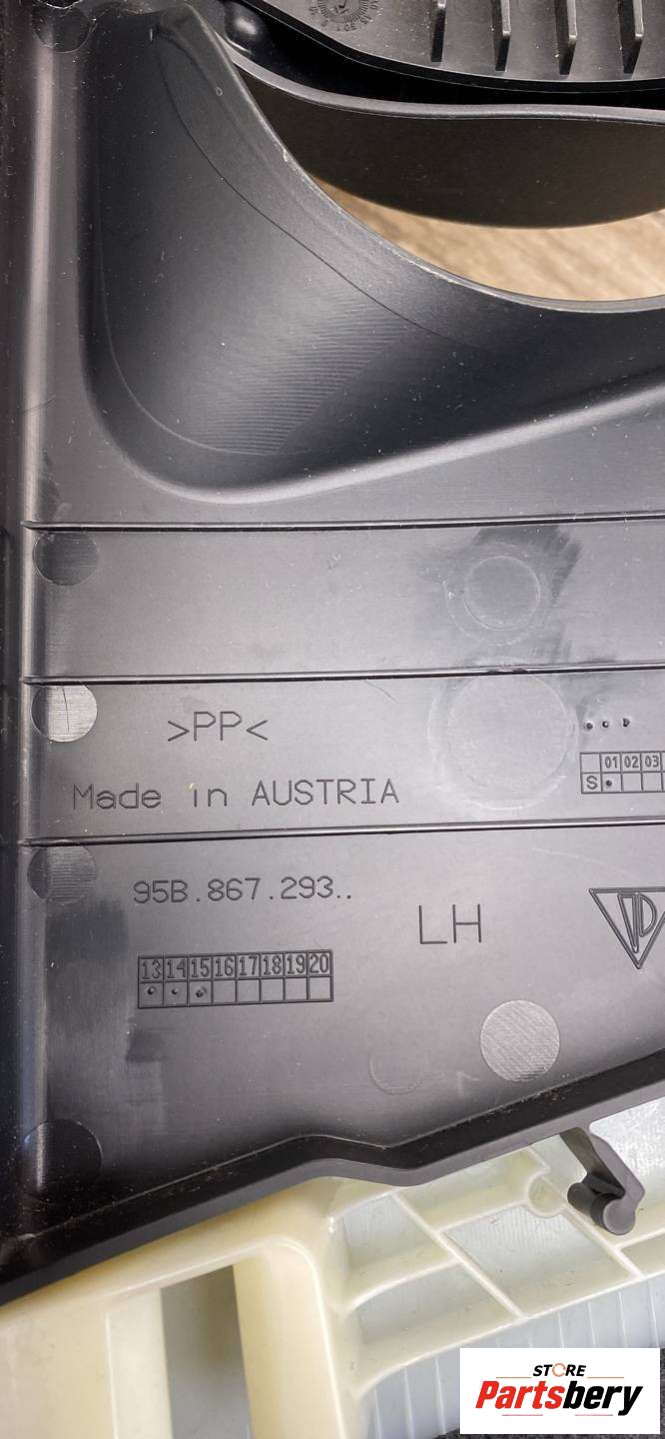 >PP<
Made in AUSTRIA
01 02 03
S
95B.867.293..
LH
13 14 15 16 17 18 19 20
STORE
Partsbery